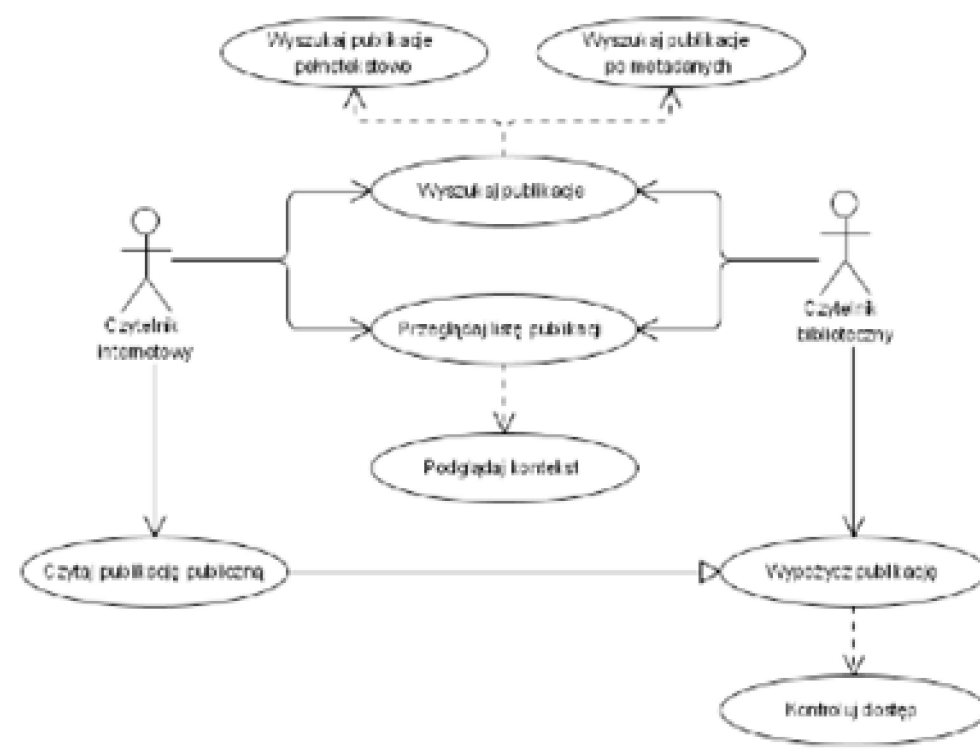 Wyszukaj publikacje
pełnotekstowo
Wyszukaj publikacje
po metadanych
Wyszukaj publikacje
Czytelnik
internetowy
Przeglądaj listę publikacji
Czytelnik
biblioteczny
Podglądaj kontekst
Czytaj publikację publiczną
Wypożycz publikację
Kontroluj dostęp